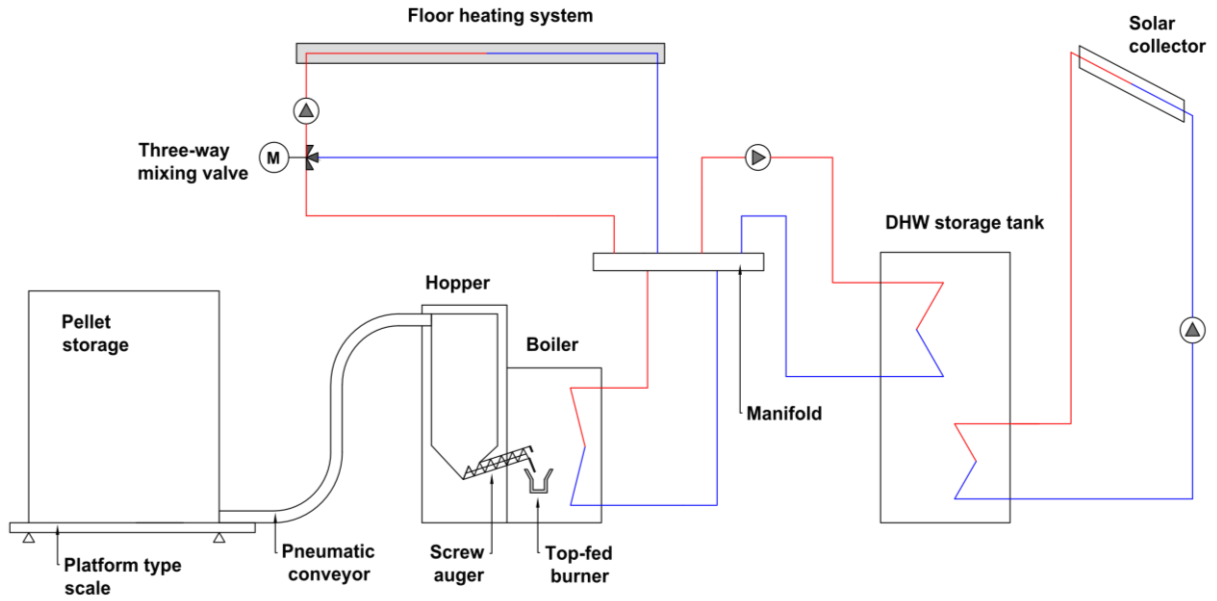 Floor heating system
Solar
collector
Three-way
mixing valve
M
DHW storage tank
Hopper
Pellet
storage
Boiler
Manifold
Platform type
scale
Pneumatic
conveyor
Screw
auger
Top-fed
burner